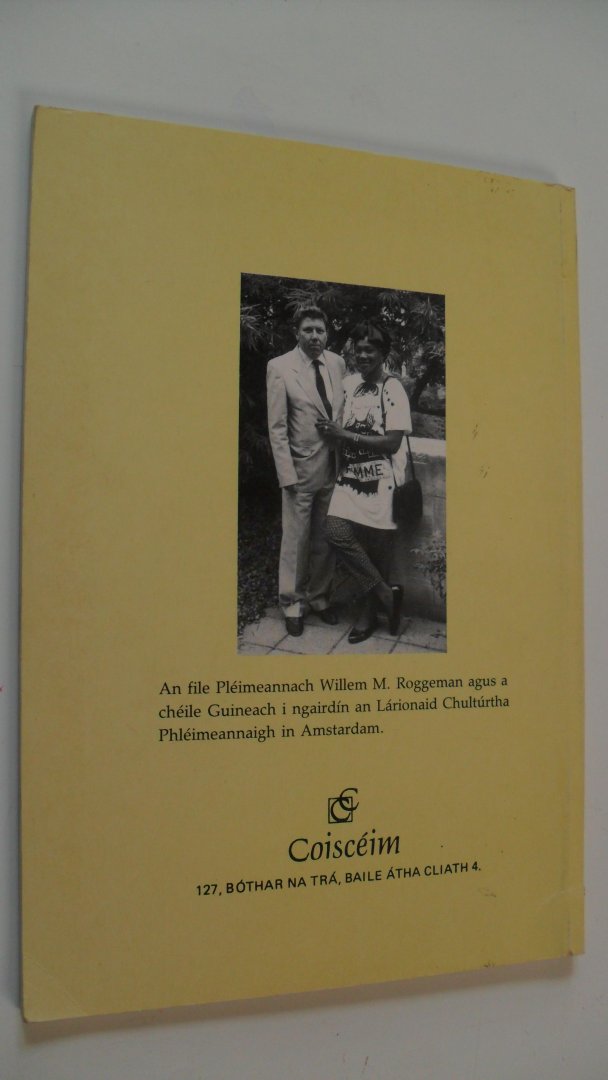 MME
An file Pléimeannach Willem M. Roggeman agus a
chéile Guineach i ngairdín an Lárionaid Chultúrtha
Phléimeannaigh in Amstardam.
Coiscéim
127, BÓTHAR NA TRÁ, BAILE ÁTHA CLIATH 4.